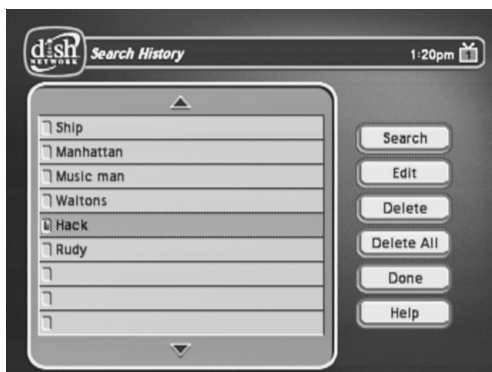 dish
NETWORK
Search History
1:20pm
1
Ship
Manhattan
Music man
Waltons
Hack
Rudy
Search
Edit
Delete
Delete All
Done
Help